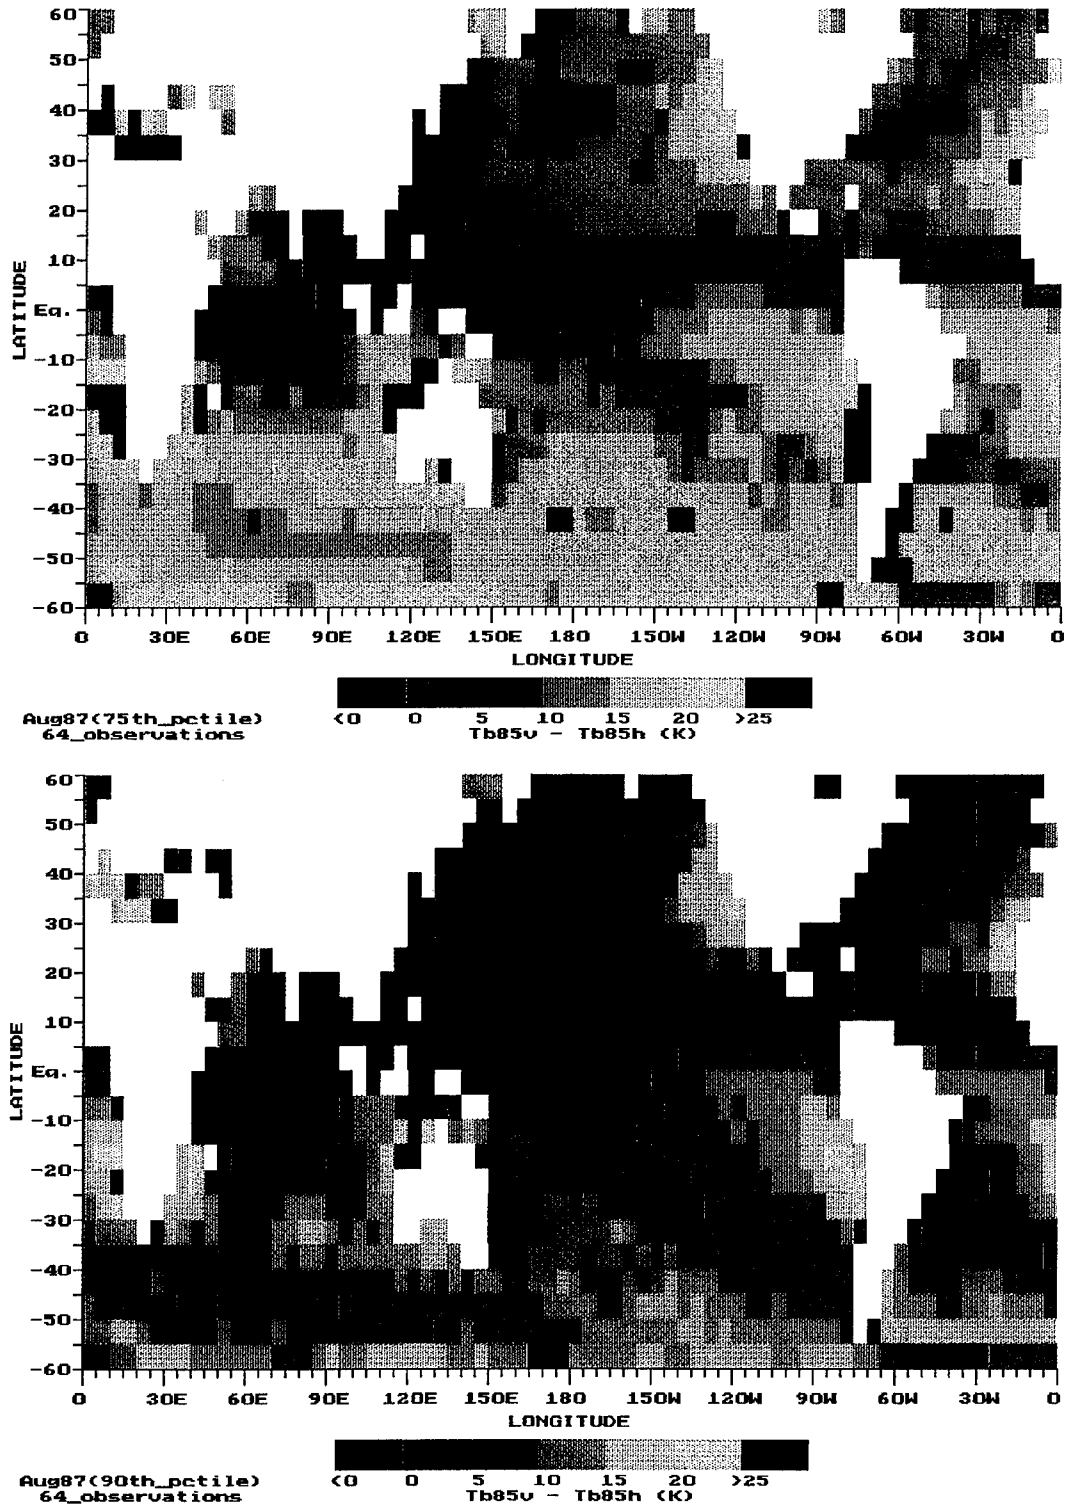 60
50
40
30
20
10
Eq.
-10
-20
-30
-40
-50
-60
LATITUDE
0 30E 60E 90E 120E 150E 180 150W 120W 90W 60W 30W 0
LONGITUDE
Aug87(75th_pctile)
64_observations
<0 0 5 10 15 20 >25
Tb85v - Tb85h (K)
60
50
40
30
20
10
Eq.
-10
-20
-30
-40
-50
-60
LATITUDE
0 30E 60E 90E 120E 150E 180 150W 120W 90W 60W 30W 0
LONGITUDE
Aug87(90th_pctile)
64_observations
<0 0 5 10 15 20 >25
Tb85v - Tb85h (K)